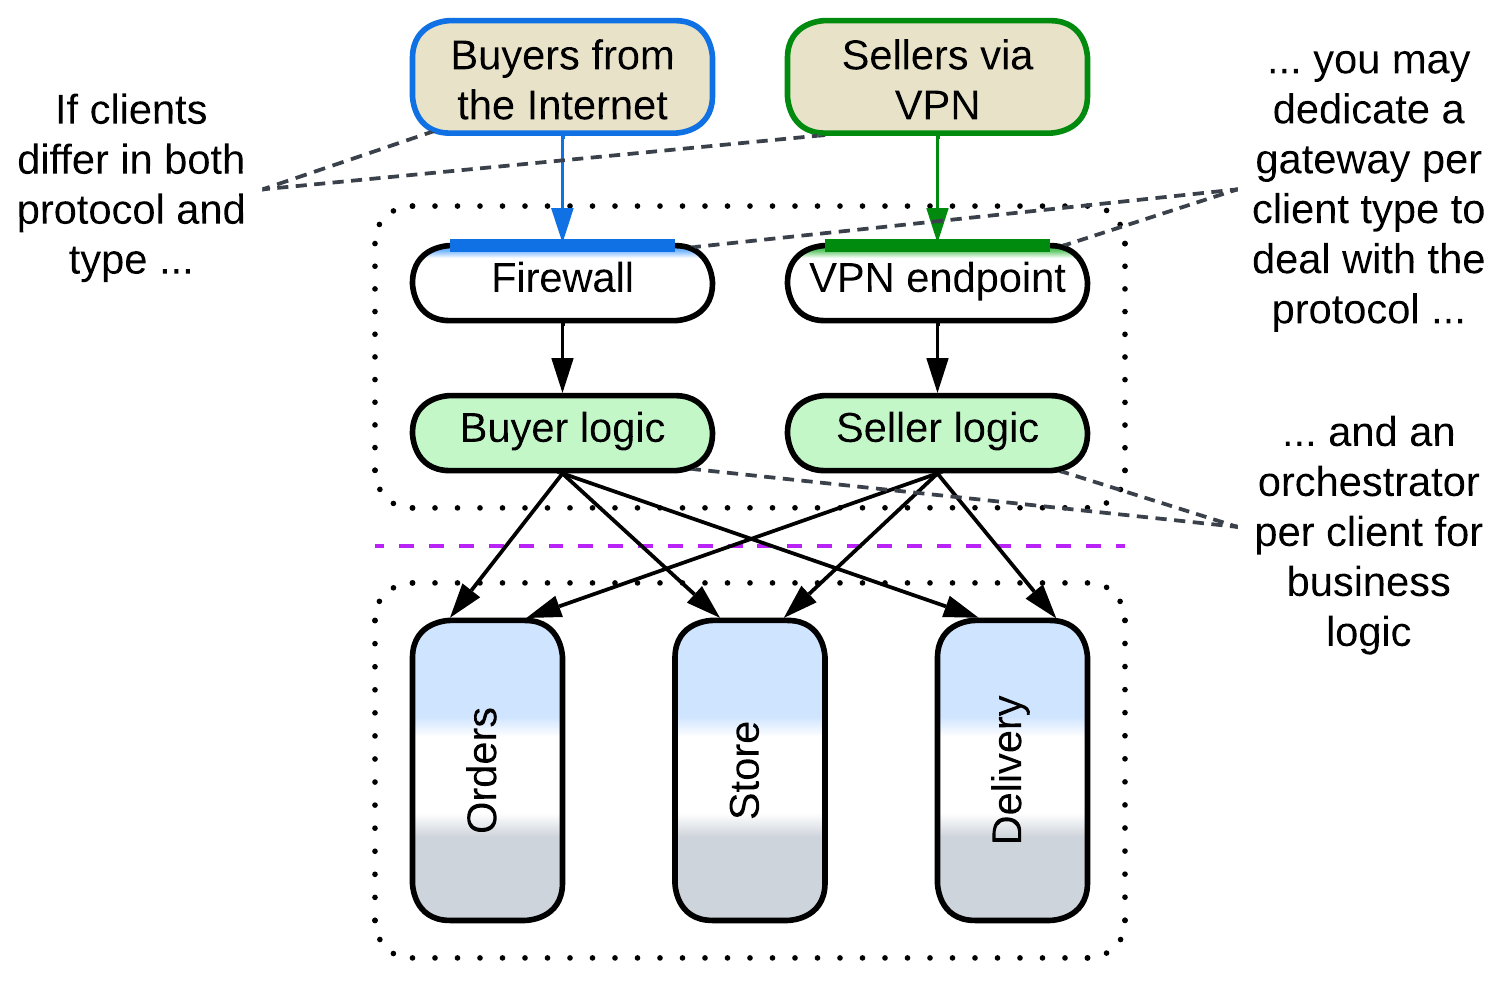 Buyers from
the Internet
Sellers via
VPN
If clients
differ in both
protocol and
type ...
... you may
dedicate a
gateway per
client type to
deal with the
protocol ...
Firewall
VPN endpoint
Buyer logic
Seller logic
... and an
orchestrator
per client for
business
logic
Orders
Store
Delivery